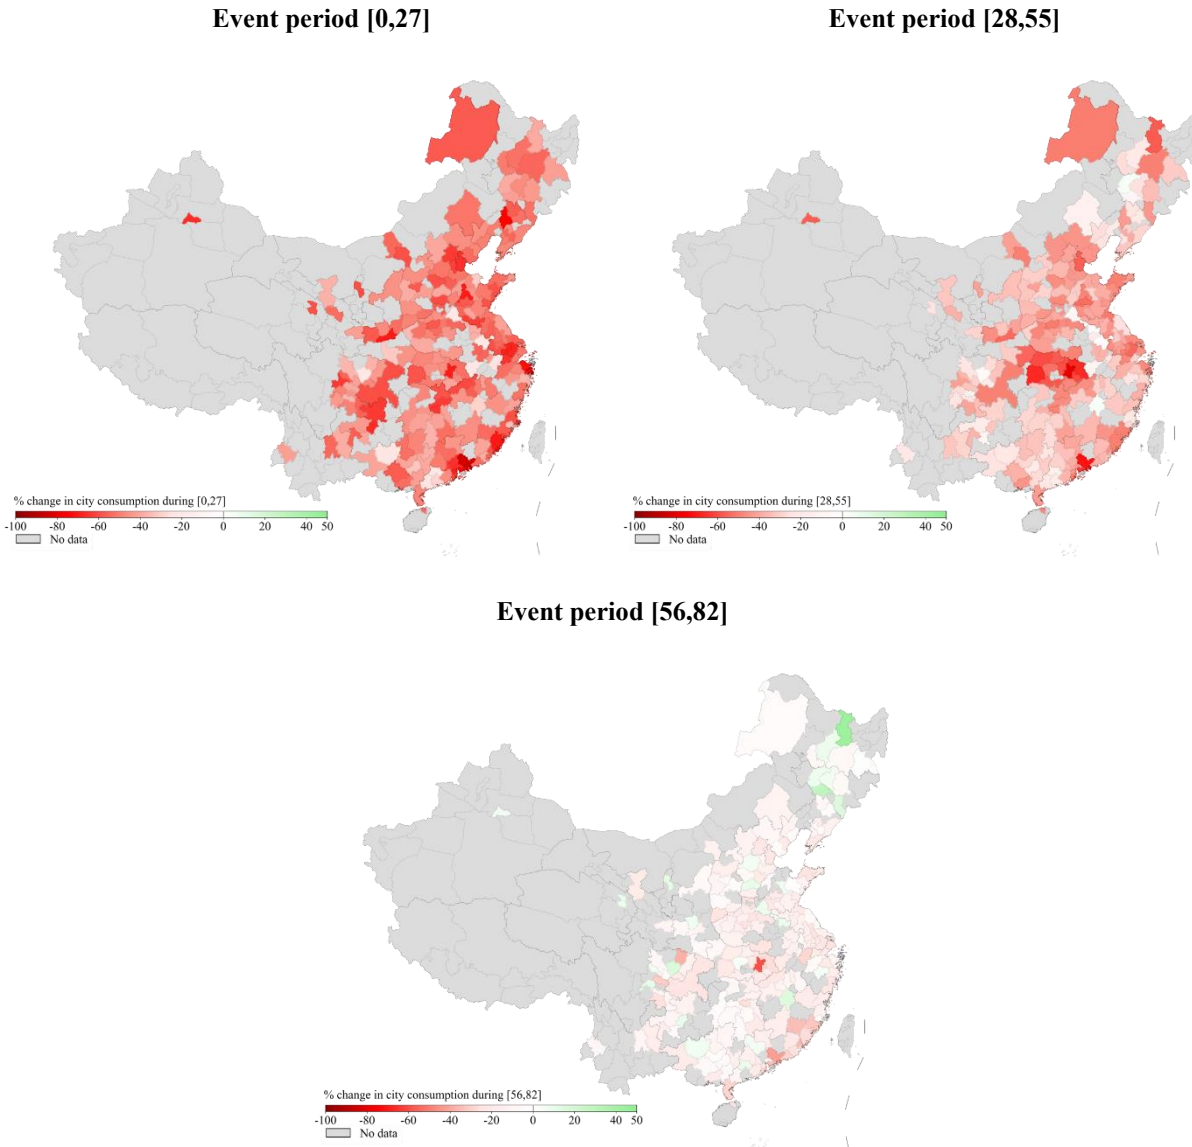 Event period [0,27]
Event period [28,55]
% change in city consumption during [0,27]
-100 -80 -60 -40 -20 0 20 40 50
No data
% change in city consumption during [28,55]
-100 -80 -60 -40 -20 0 20 40 50
No data
Event period [56,82]
% change in city consumption during [56,82]
-100 -80 -60 -40 -20 0 20 40 50
No data